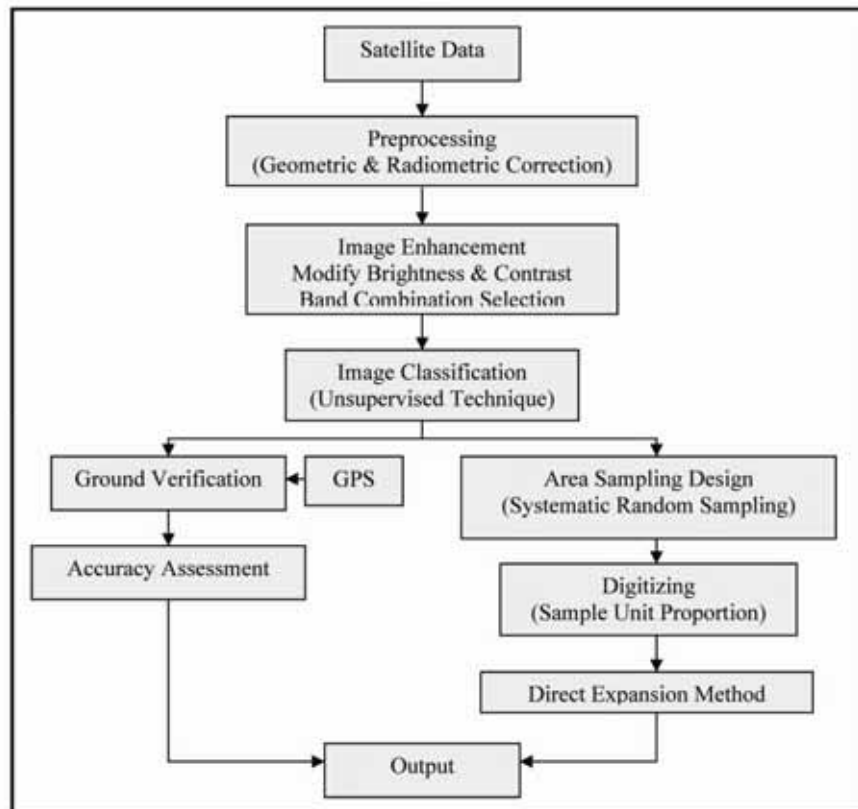 Satellite Data
Preprocessing
(Geometric & Radiometric Correction)
Image Enhancement
Modify Brightness & Contrast
Band Combination Selection
Image Classification
(Unsupervised Technique)
Ground Verification
GPS
Area Sampling Design
(Systematic Random Sampling)
Accuracy Assessment
Digitizing
(Sample Unit Proportion)
Direct Expansion Method
Output